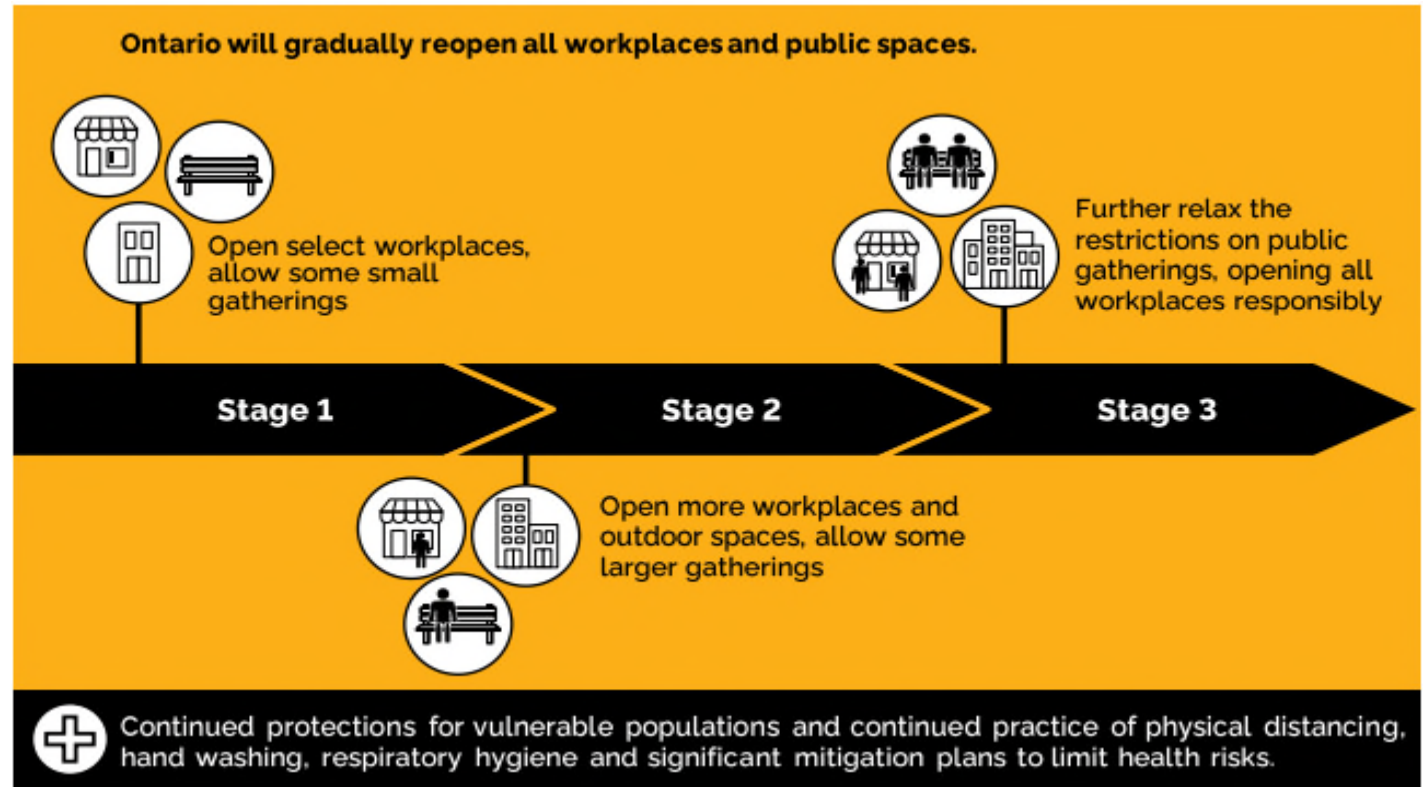 Ontario will gradually reopen all workplaces and public spaces.
Open select workplaces,
allow some small
gatherings
Further relax the
restrictions on public
gatherings, opening all
workplaces responsibly
Stage 1
Stage 2
Stage 3
Open more workplaces and
outdoor spaces, allow some
larger gatherings
Continued protections for vulnerable populations and continued practice of physical distancing,
hand washing, respiratory hygiene and significant mitigation plans to limit health risks.